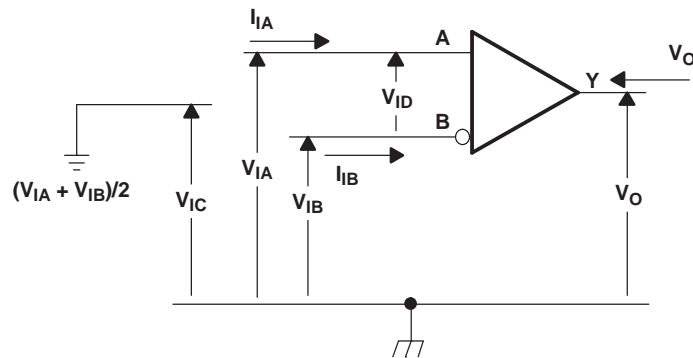 I_IA
A
V_O
Y
V_ID
B
V_IA
I_IB
(V_IA + V_IB)/2
V_IC
V_IB
V_O